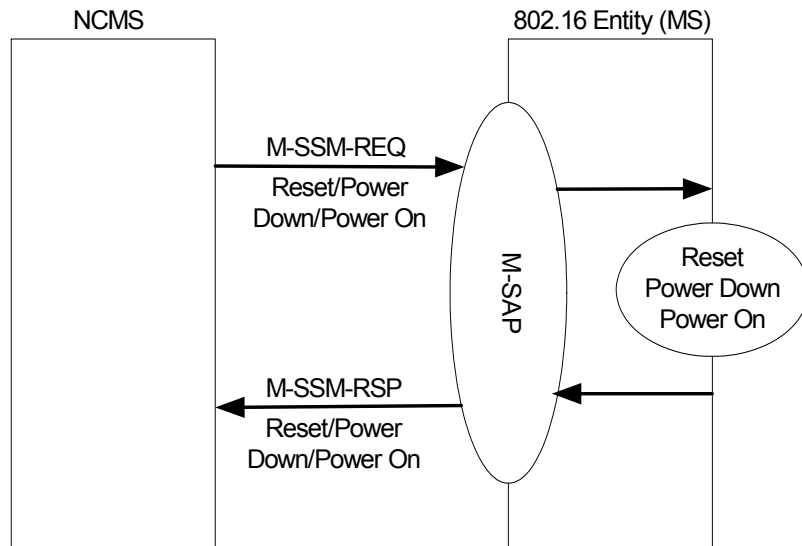 NCMS
802.16 Entity (MS)
M-SSM-REQ
Reset/Power
Down/Power On
M-SAP
Reset
Power Down
Power On
M-SSM-RSP
Reset/Power
Down/Power On